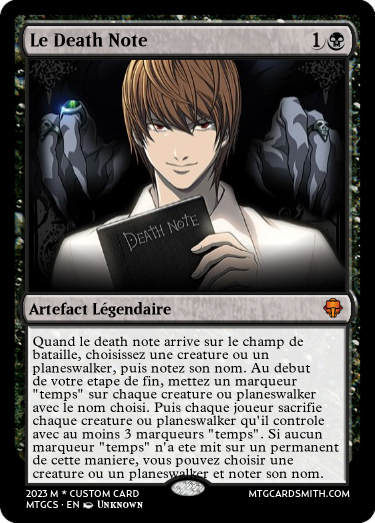 Le Death Note
1
DEATH NOTE
Artefact Légendaire
Quand le death note arrive sur le champ de
bataille, choisissez une creature ou un
planeswalker, puis notez son nom. Au debut
de votre etape de fin, mettez un marqueur
"temps" sur chaque creature ou planeswalker
avec le nom choisi. Puis chaque joueur sacrifie
chaque creature ou planeswalker qu'il controle
avec au moins 3 marqueurs "temps". Si aucun
marqueur "temps" n'a ete mit sur un permanent
de cette maniere, vous pouvez choisir une
creature ou un planeswalker et noter son nom.
2023 M * CUSTOM CARD
MTGCS • EN Unknown
MTGCARDSMITH.COM